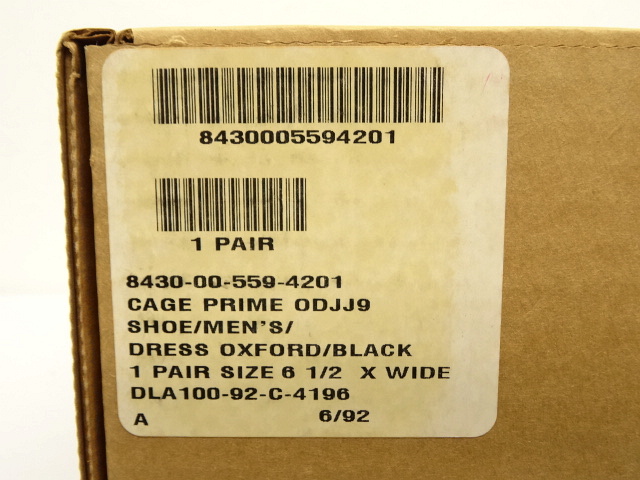 8430005594201
1 PAIR
8430-00-559-4201
CAGE PRIME ODJJ9
SHOE/MEN'S/
DRESS OXFORD/BLACK
1 PAIR SIZE 6 1/2 X WIDE
DLA100-92-C-4196
A 6/92